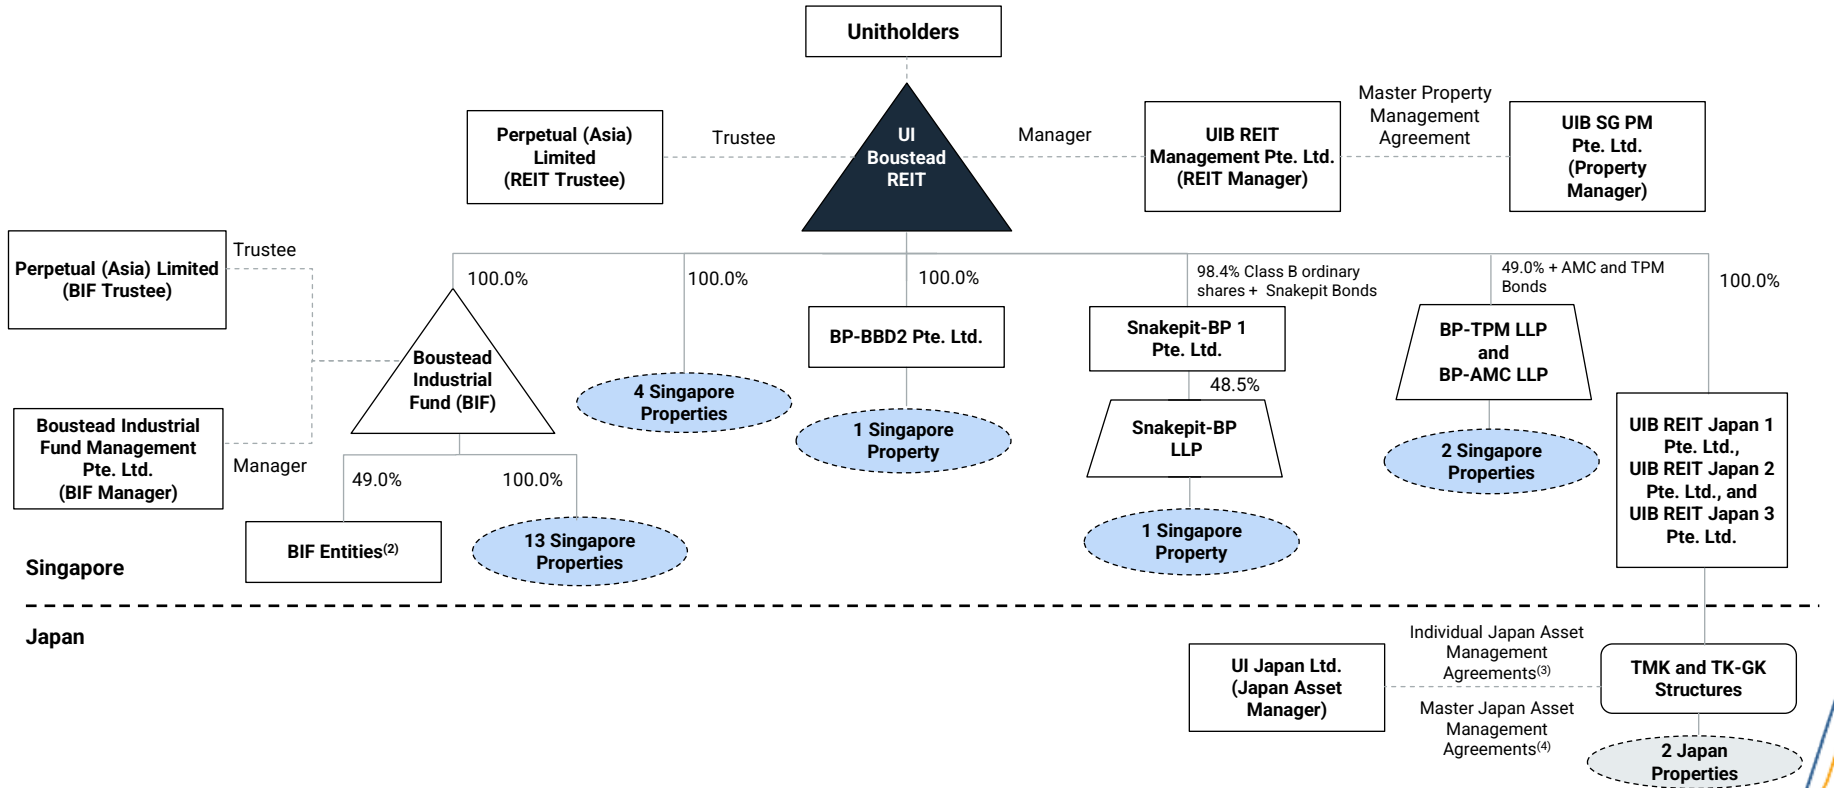 Unitholders
Perpetual (Asia)
Limited
(REIT Trustee)
Trustee
UI
Boustead
REIT
Manager
UIB REIT
Management Pte. Ltd.
(REIT Manager)
Master Property
Management
Agreement
UIB SG PM
Pte. Ltd.
(Property
Manager)
Perpetual (Asia) Limited
(BIF Trustee)
Trustee
Boustead Industrial
Fund Management
Pte. Ltd.
(BIF Manager)
Manager
100.0%
Boustead
Industrial
Fund (BIF)
49.0%
BIF Entities(2)
100.0%
13 Singapore
Properties
100.0%
4 Singapore
Properties
100.0%
BP-BBD2 Pte. Ltd.
1 Singapore
Property
98.4% Class B ordinary
shares + Snakepit Bonds
Snakepit-BP 1
Pte. Ltd.
48.5%
Snakepit-BP
LLP
1 Singapore
Property
49.0% + AMC and TPM
Bonds
BP-TPM LLP
and
BP-AMC LLP
2 Singapore
Properties
100.0%
UIB REIT Japan 1
Pte. Ltd.,
UIB REIT Japan 2
Pte. Ltd., and
UIB REIT Japan 3
Pte. Ltd.
Singapore
Japan
UI Japan Ltd.
(Japan Asset
Manager)
Individual Japan Asset
Management
Agreements(3)
Master Japan Asset
Management
Agreements(4)
TMK and TK-GK
Structures
2 Japan
Properties